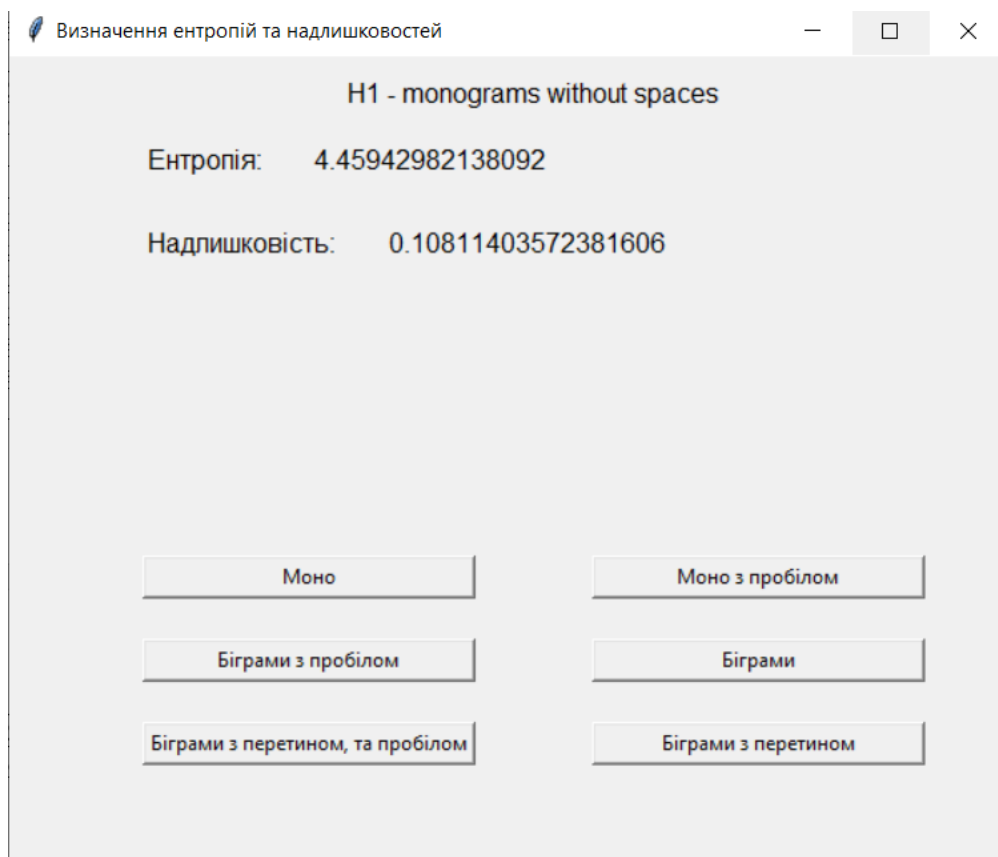 Визначення ентропій та надлишковостей
H1 - monograms without spaces
Ентропія: 4.45942982138092
Надлишковість: 0.10811403572381606
Моно Моно з пробілом
Біграми з пробілом Біграми
Біграми з перетином, та пробілом Біграми з перетином